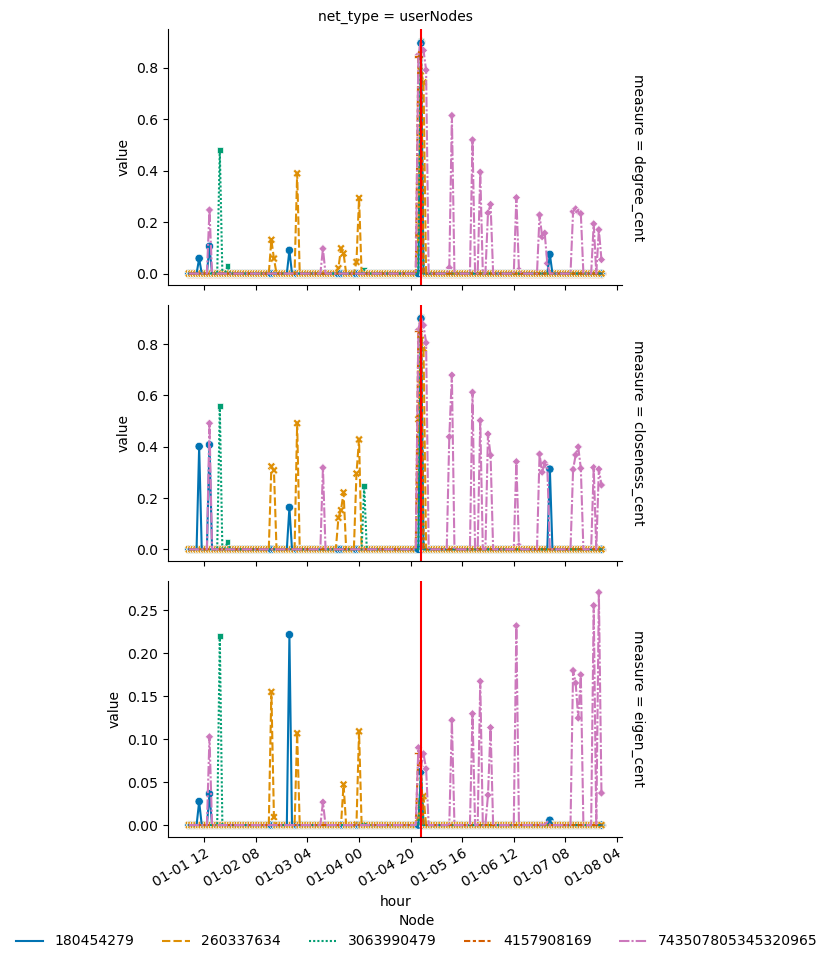 net_type = userNodes
0.8
0.6
0.4
0.2
0.0
value
measure = degree_cent
0.8
0.6
0.4
0.2
0.0
value
measure = closeness_cent
0.25
0.20
0.15
0.10
0.05
0.00
value
measure = eigen_cent
01-01 12 01-02 08 01-03 04 01-04 00 01-04 20 01-05 16 01-06 12 01-07 08 01-08 04
hour
Node
180454279 260337634 3063990479 4157908169 743507805345320965